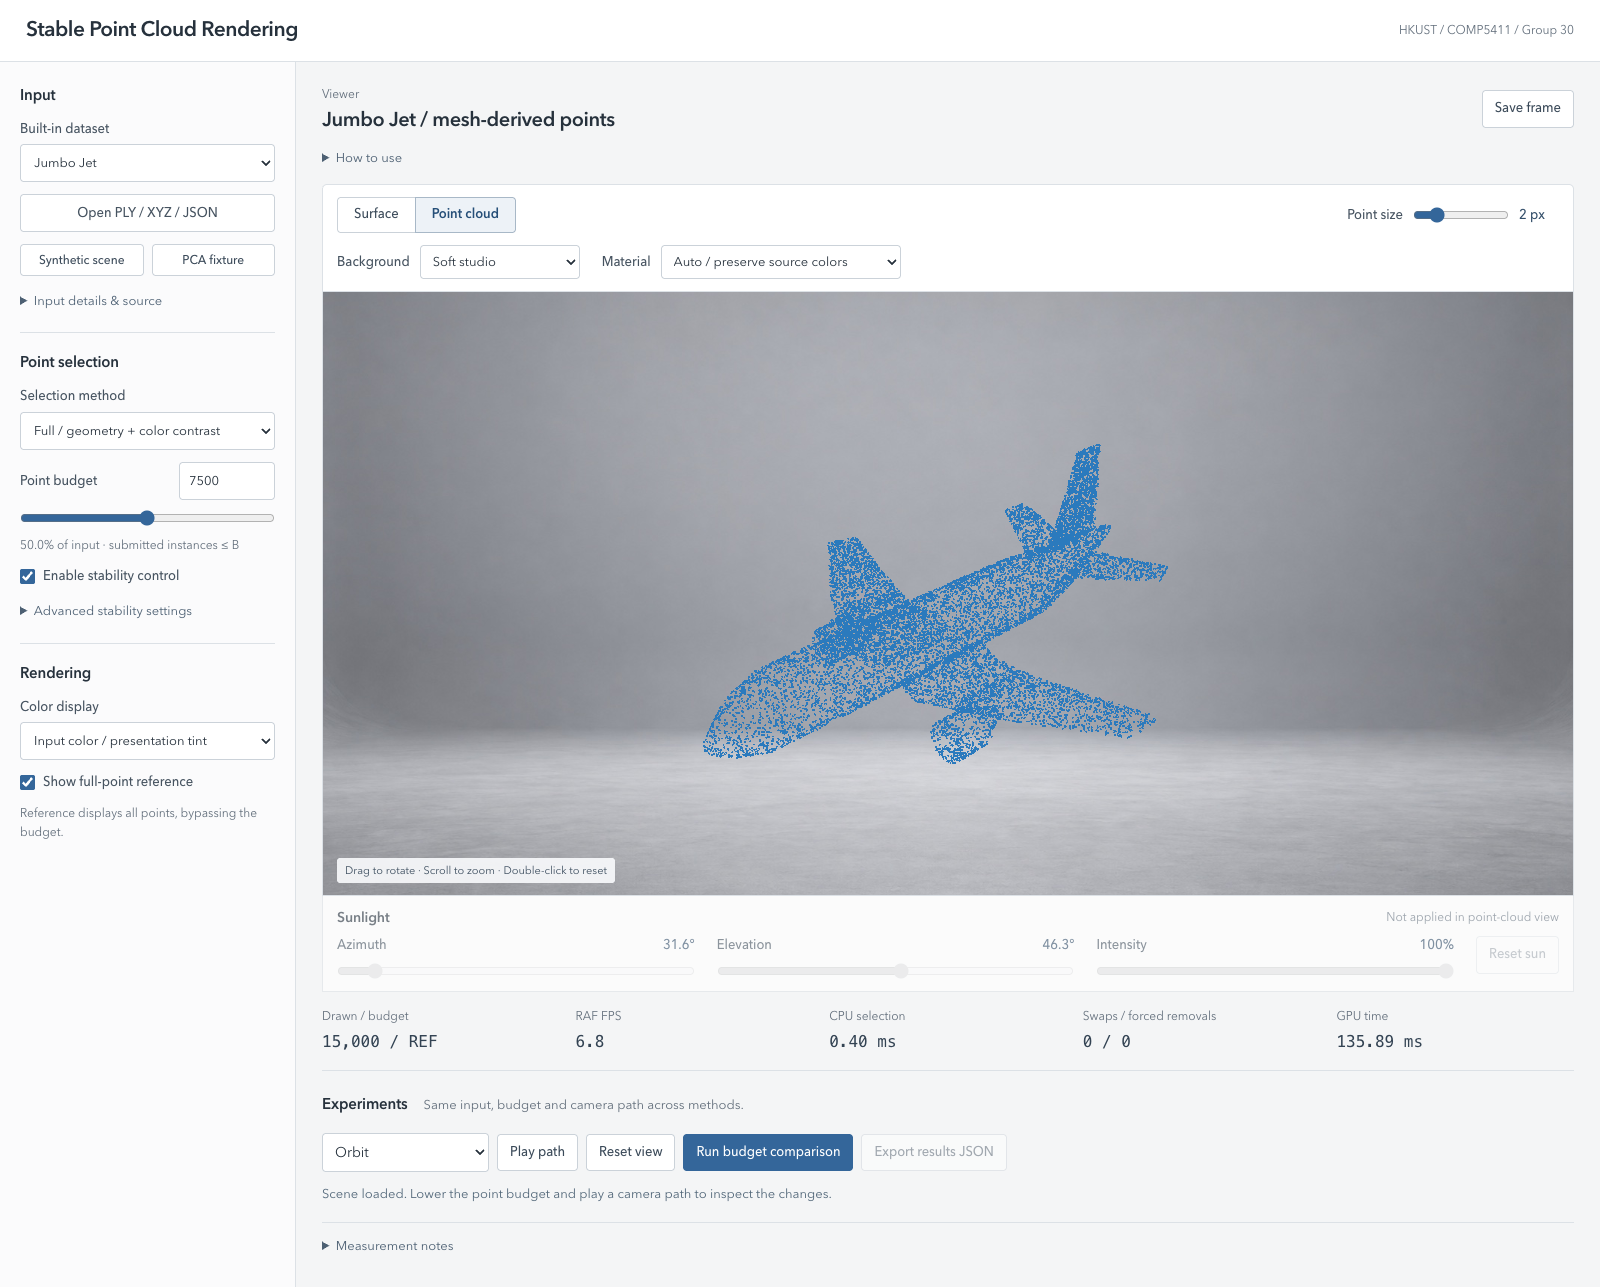 Stable Point Cloud Rendering
HKUST / COMP5411 / Group 30
Input
Built-in dataset
Jumbo Jet
Open PLY / XYZ / JSON
Synthetic scene
PCA fixture
Input details & source
Point selection
Selection method
Full / geometry + color contrast
Point budget
7500
50.0% of input · submitted instances ≤ B
Enable stability control
Advanced stability settings
Rendering
Color display
Input color / presentation tint
Show full-point reference
Reference displays all points, bypassing the
budget.
Viewer
Jumbo Jet / mesh-derived points
Save frame
How to use
Surface
Point cloud
Point size
2 px
Background
Soft studio
Material
Auto / preserve source colors
Drag to rotate · Scroll to zoom · Double-click to reset
Sunlight
Not applied in point-cloud view
Azimuth
31.6°
Elevation
46.3°
Intensity
100%
Reset sun
Drawn / budget
15,000 / REF
RAF FPS
6.8
CPU selection
0.40 ms
Swaps / forced removals
0 / 0
GPU time
135.89 ms
Experiments
Same input, budget and camera path across methods.
Orbit
Play path
Reset view
Run budget comparison
Export results JSON
Scene loaded. Lower the point budget and play a camera path to inspect the changes.
Measurement notes